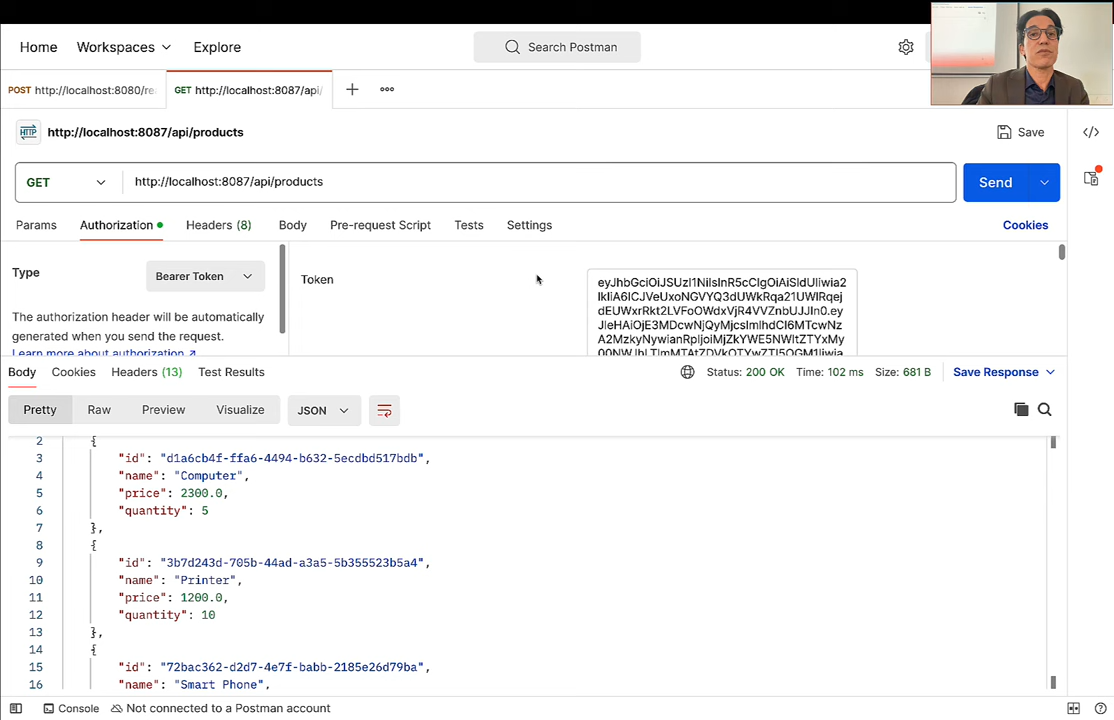 Home Workspaces Explore Search Postman
POST http://localhost:8080/re GET http://localhost:8087/api/
HTTP http://localhost:8087/api/products Save
GET http://localhost:8087/api/products Send
Params Authorization Headers (8) Body Pre-request Script Tests Settings Cookies
Type Bearer Token
The authorization header will be automatically
generated when you send the request.
Learn more about authorization
Token
Body Cookies Headers (13) Test Results Status: 200 OK Time: 102 ms Size: 681 B Save Response
Pretty Raw Preview Visualize JSON
2 {
3 "id": "d1a6cb4f-ffa6-4494-b632-5ecdbd517bdb",
4 "name": "Computer",
5 "price": 2300.0,
6 "quantity": 5
7 },
8 {
9 "id": "3b7d243d-705b-44ad-a3a5-5b355523b5a4",
10 "name": "Printer",
11 "price": 1200.0,
12 "quantity": 10
13 },
14 {
15 "id": "72bac362-d2d7-4e7f-babb-2185e26d79ba",
16 "name": "Smart Phone",
Console Not connected to a Postman account